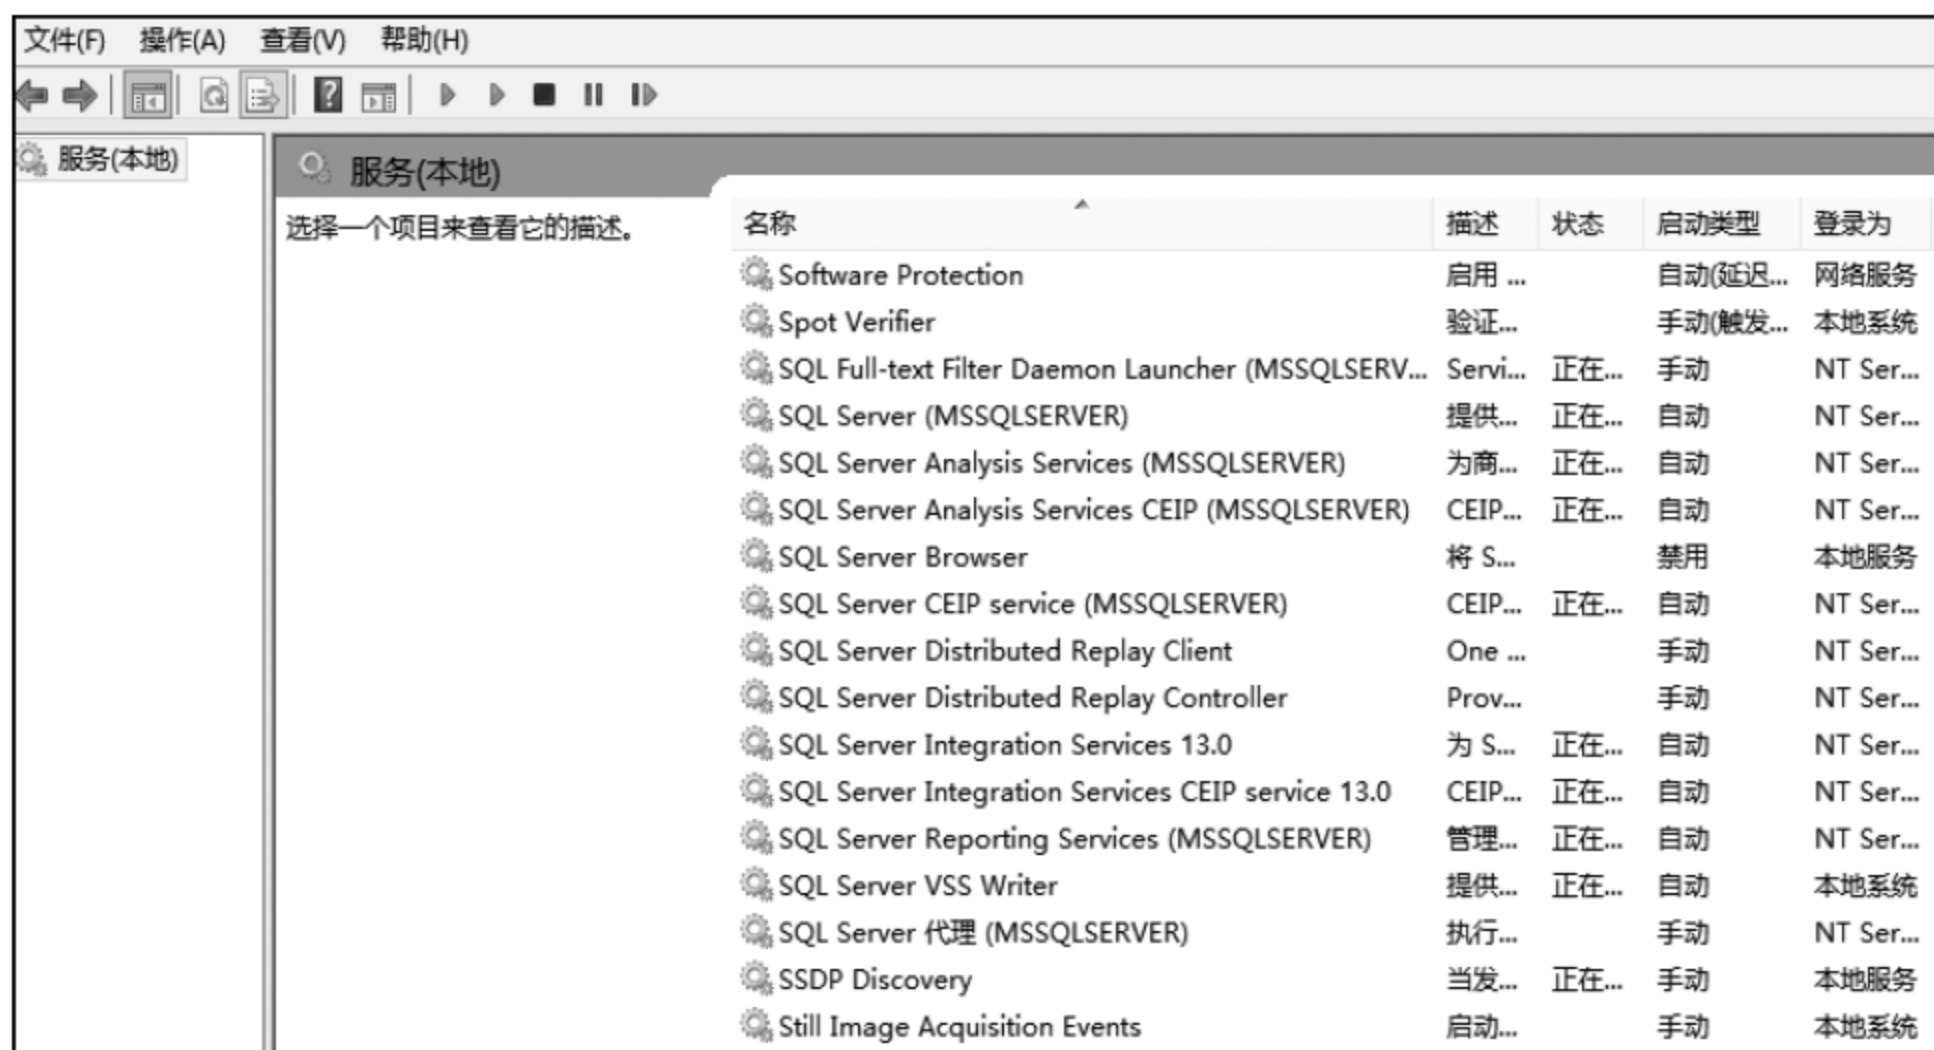 文件(F) 操作(A) 查看(V) 帮助(H)
服务(本地)
服务(本地)
选择一个项目来查看它的描述。
名称 描述 状态 启动类型 登录为
Software Protection 启用 ... 自动(延迟... 网络服务
Spot Verifier 验证... 手动(触发... 本地系统
SQL Full-text Filter Daemon Launcher (MSSQLSERV... Servi... 正在... 手动 NT Ser...
SQL Server (MSSQLSERVER) 提供... 正在... 自动 NT Ser...
SQL Server Analysis Services (MSSQLSERVER) 为商... 正在... 自动 NT Ser...
SQL Server Analysis Services CEIP (MSSQLSERVER) CEIP... 正在... 自动 NT Ser...
SQL Server Browser 将 S... 禁用 本地服务
SQL Server CEIP service (MSSQLSERVER) CEIP... 正在... 自动 NT Ser...
SQL Server Distributed Replay Client One ... 手动 NT Ser...
SQL Server Distributed Replay Controller Prov... 手动 NT Ser...
SQL Server Integration Services 13.0 为 S... 正在... 自动 NT Ser...
SQL Server Integration Services CEIP service 13.0 CEIP... 正在... 自动 NT Ser...
SQL Server Reporting Services (MSSQLSERVER) 管理... 正在... 自动 NT Ser...
SQL Server VSS Writer 提供... 正在... 自动 本地系统
SQL Server 代理 (MSSQLSERVER) 执行... 手动 NT Ser...
SSDP Discovery 当发... 正在... 手动 本地服务
Still Image Acquisition Events 启动... 手动 本地系统